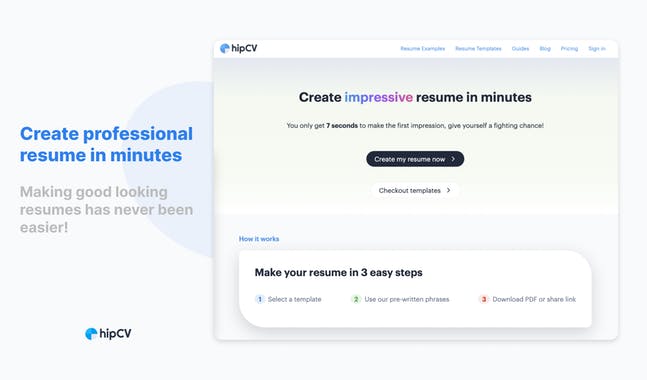 Create professional
resume in minutes
Making good looking
resumes has never been
easier!
hipCV
hipCV
Resume Examples Resume Templates Guides Blog Pricing Sign in
Create impressive resume in minutes
You only get 7 seconds to make the first impression, give yourself a fighting chance!
Create my resume now
Checkout templates
How it works
Make your resume in 3 easy steps
1 Select a template 2 Use our pre-written phrases 3 Download PDF or share link